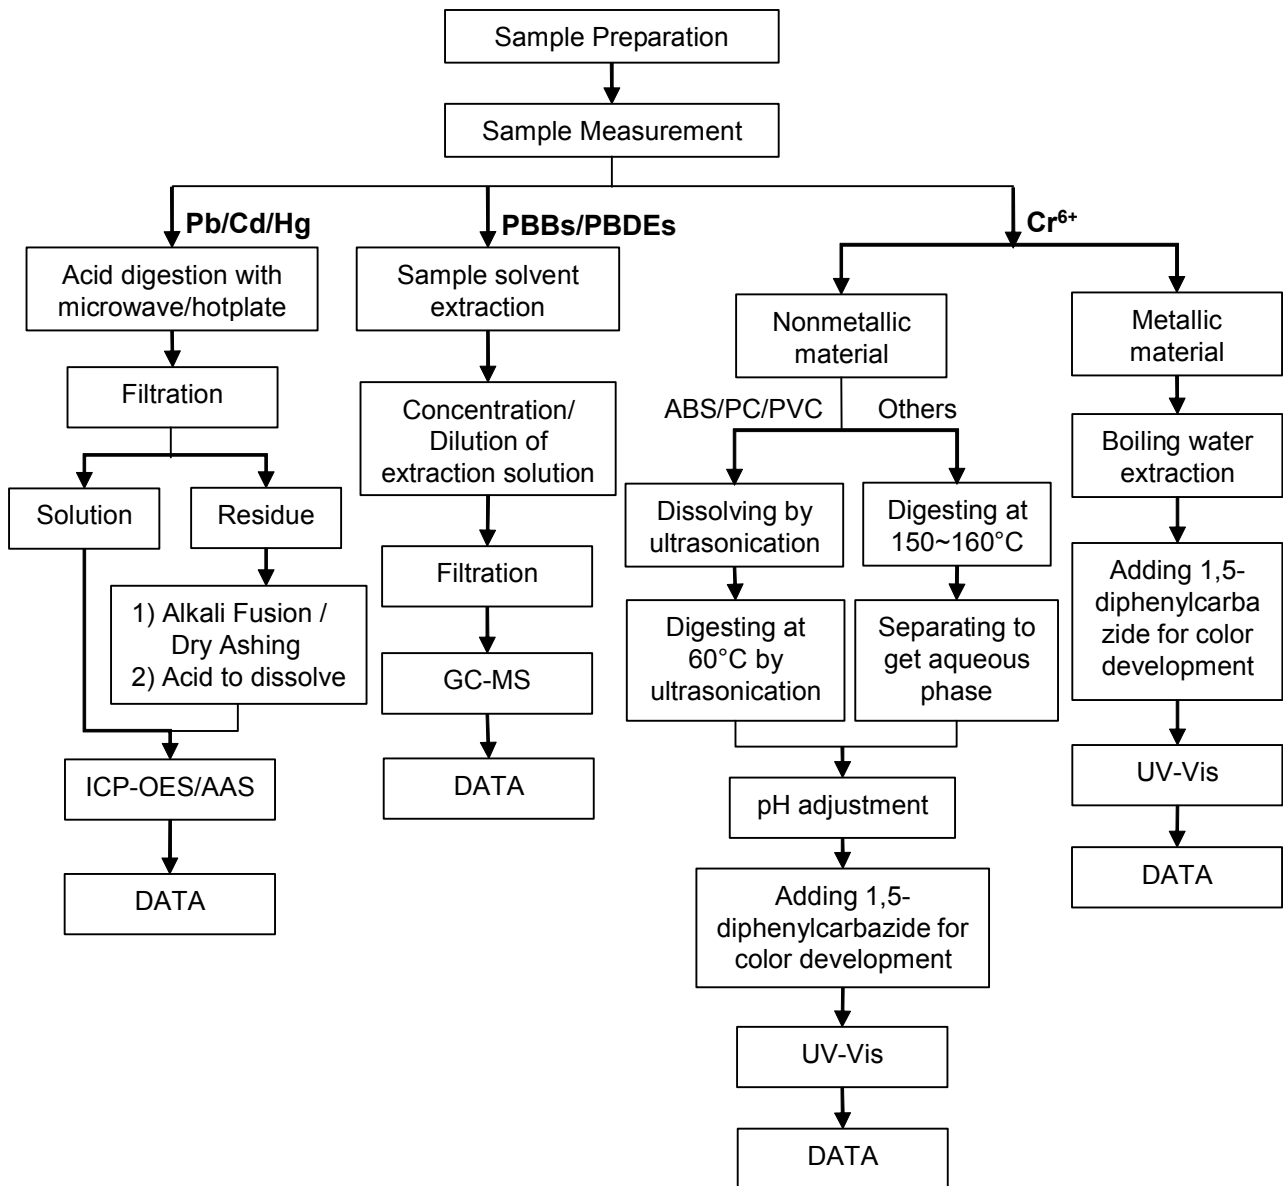 Sample Preparation
Sample Measurement
Pb/Cd/Hg
PBBs/PBDEs
Cr⁶⁺
Acid digestion with
microwave/hotplate
Filtration
Solution
Residue
1) Alkali Fusion /
Dry Ashing
2) Acid to dissolve
ICP-OES/AAS
DATA
Sample solvent
extraction
Concentration/
Dilution of
extraction solution
Filtration
GC-MS
DATA
Nonmetallic
material
ABS/PC/PVC
Others
Dissolving by
ultrasonication
Digesting at
60°C by
ultrasonication
Digesting at
150~160°C
Separating to
get aqueous
phase
pH adjustment
Adding 1,5-
diphenylcarbazide for
color development
UV-Vis
DATA
Metallic
material
Boiling water
extraction
Adding 1,5-
diphenylcarba
zide for color
development
UV-Vis
DATA